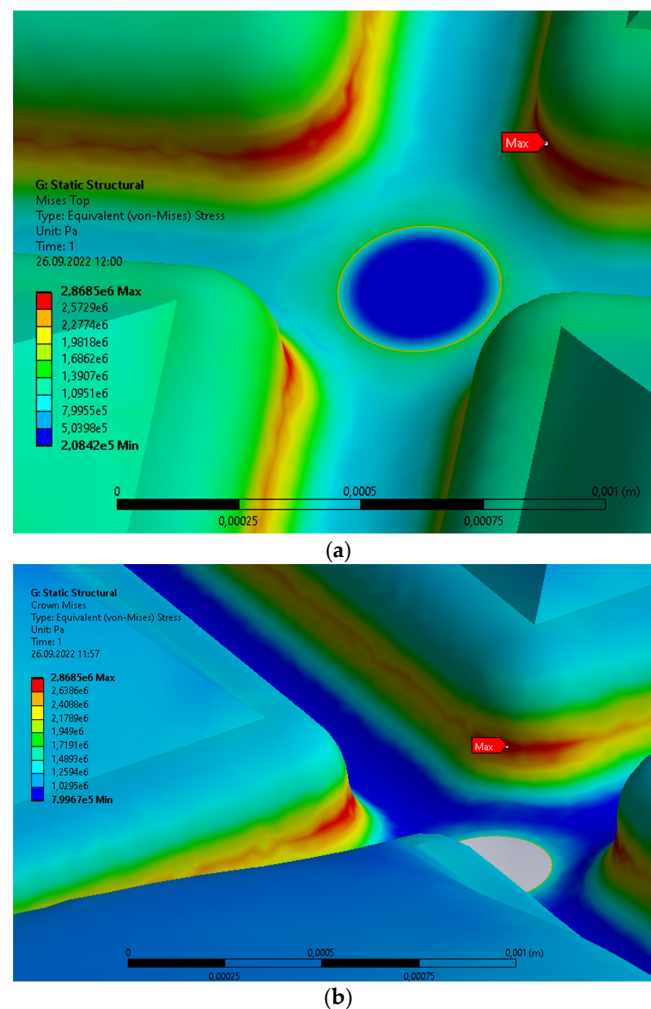 Max
G: Static Structural
Mises Top
Type: Equivalent (von-Mises) Stress
Unit: Pa
Time: 1
26.09.2022 12:00
2,8685e6 Max
2,5729e6
2,2774e6
1,9818e6
1,6862e6
1,3907e6
1,0951e6
7,9955e5
5,0398e5
2,0842e5 Min
0 0,0005 0,001 (m)
0,00025 0,00075
(a)
G: Static Structural
Crown Mises
Type: Equivalent (von-Mises) Stress
Unit: Pa
Time: 1
26.09.2022 11:57
2,8685e6 Max
2,6386e6
2,4088e6
2,1789e6
1,949e6
1,7191e6
1,4893e6
1,2594e6
1,0295e6
7,9967e5 Min
Max
0 0,0005 0,001 (m)
0,00025 0,00075
(b)